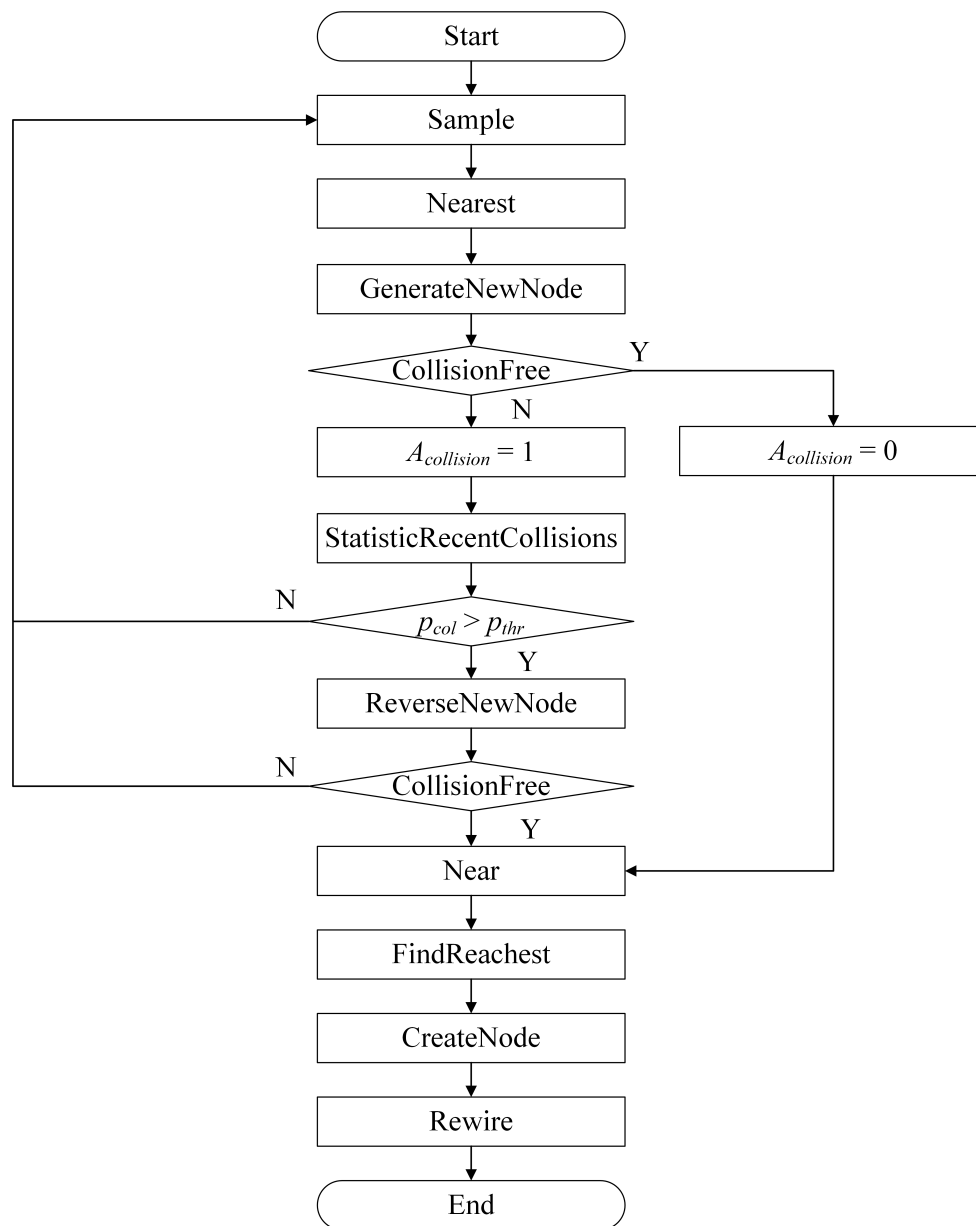 Start
Sample
Nearest
GenerateNewNode
CollisionFree
Y
N
A_collision = 1
A_collision = 0
StatisticRecentCollisions
N
p_col > p_thr
Y
ReverseNewNode
N
CollisionFree
Y
Near
FindReachest
CreateNode
Rewire
End